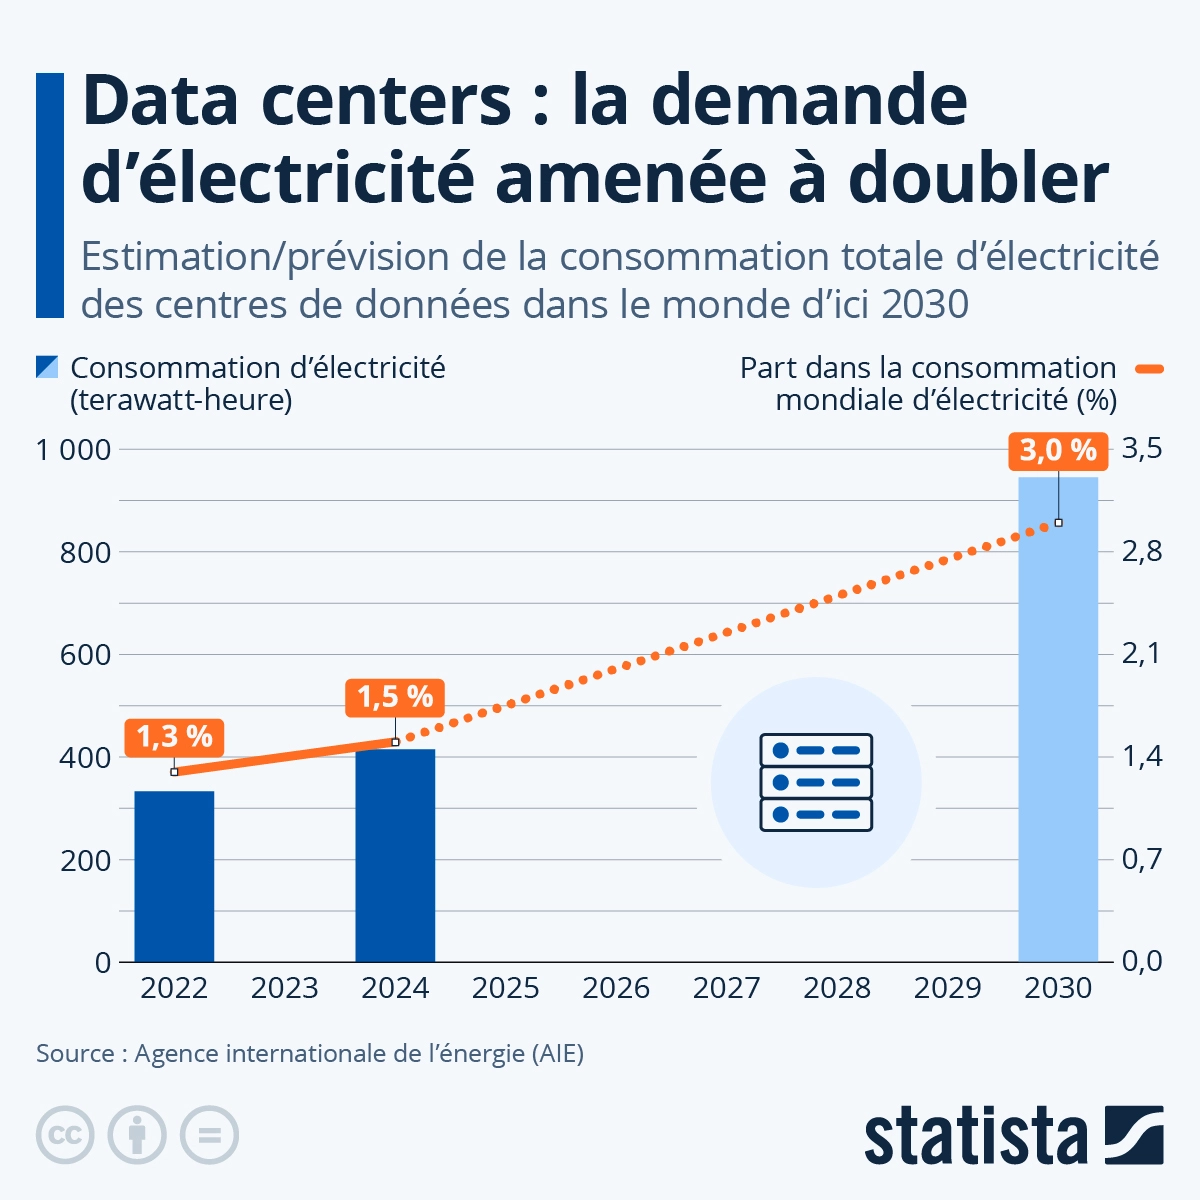 Data centers : la demande
d’électricité amenée à doubler
Estimation/prévision de la consommation totale d’électricité
des centres de données dans le monde d’ici 2030
Consommation d’électricité
(terawatt-heure)
Part dans la consommation
mondiale d’électricité (%)
1 000
800
600
400
200
0
3,5
2,8
2,1
1,4
0,7
0,0
1,3 %
1,5 %
3,0 %
2022 2023 2024 2025 2026 2027 2028 2029 2030
Source : Agence internationale de l’énergie (AIE)
cc
statista